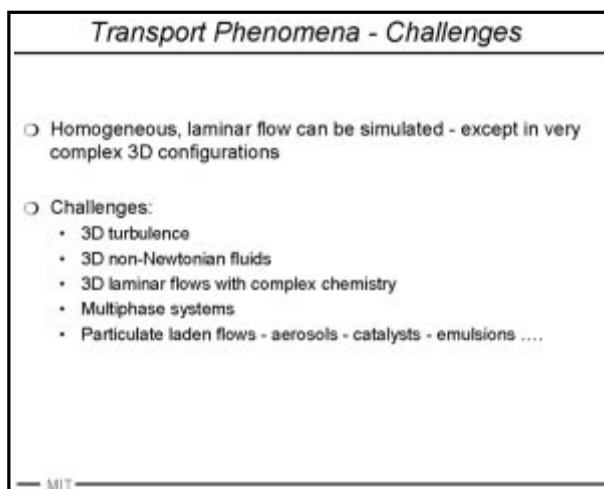 Transport Phenomena - Challenges
Homogeneous, laminar flow can be simulated - except in very
complex 3D configurations
Challenges:
• 3D turbulence
• 3D non-Newtonian fluids
• 3D laminar flows with complex chemistry
• Multiphase systems
• Particulate laden flows - aerosols - catalysts - emulsions ....
MIT